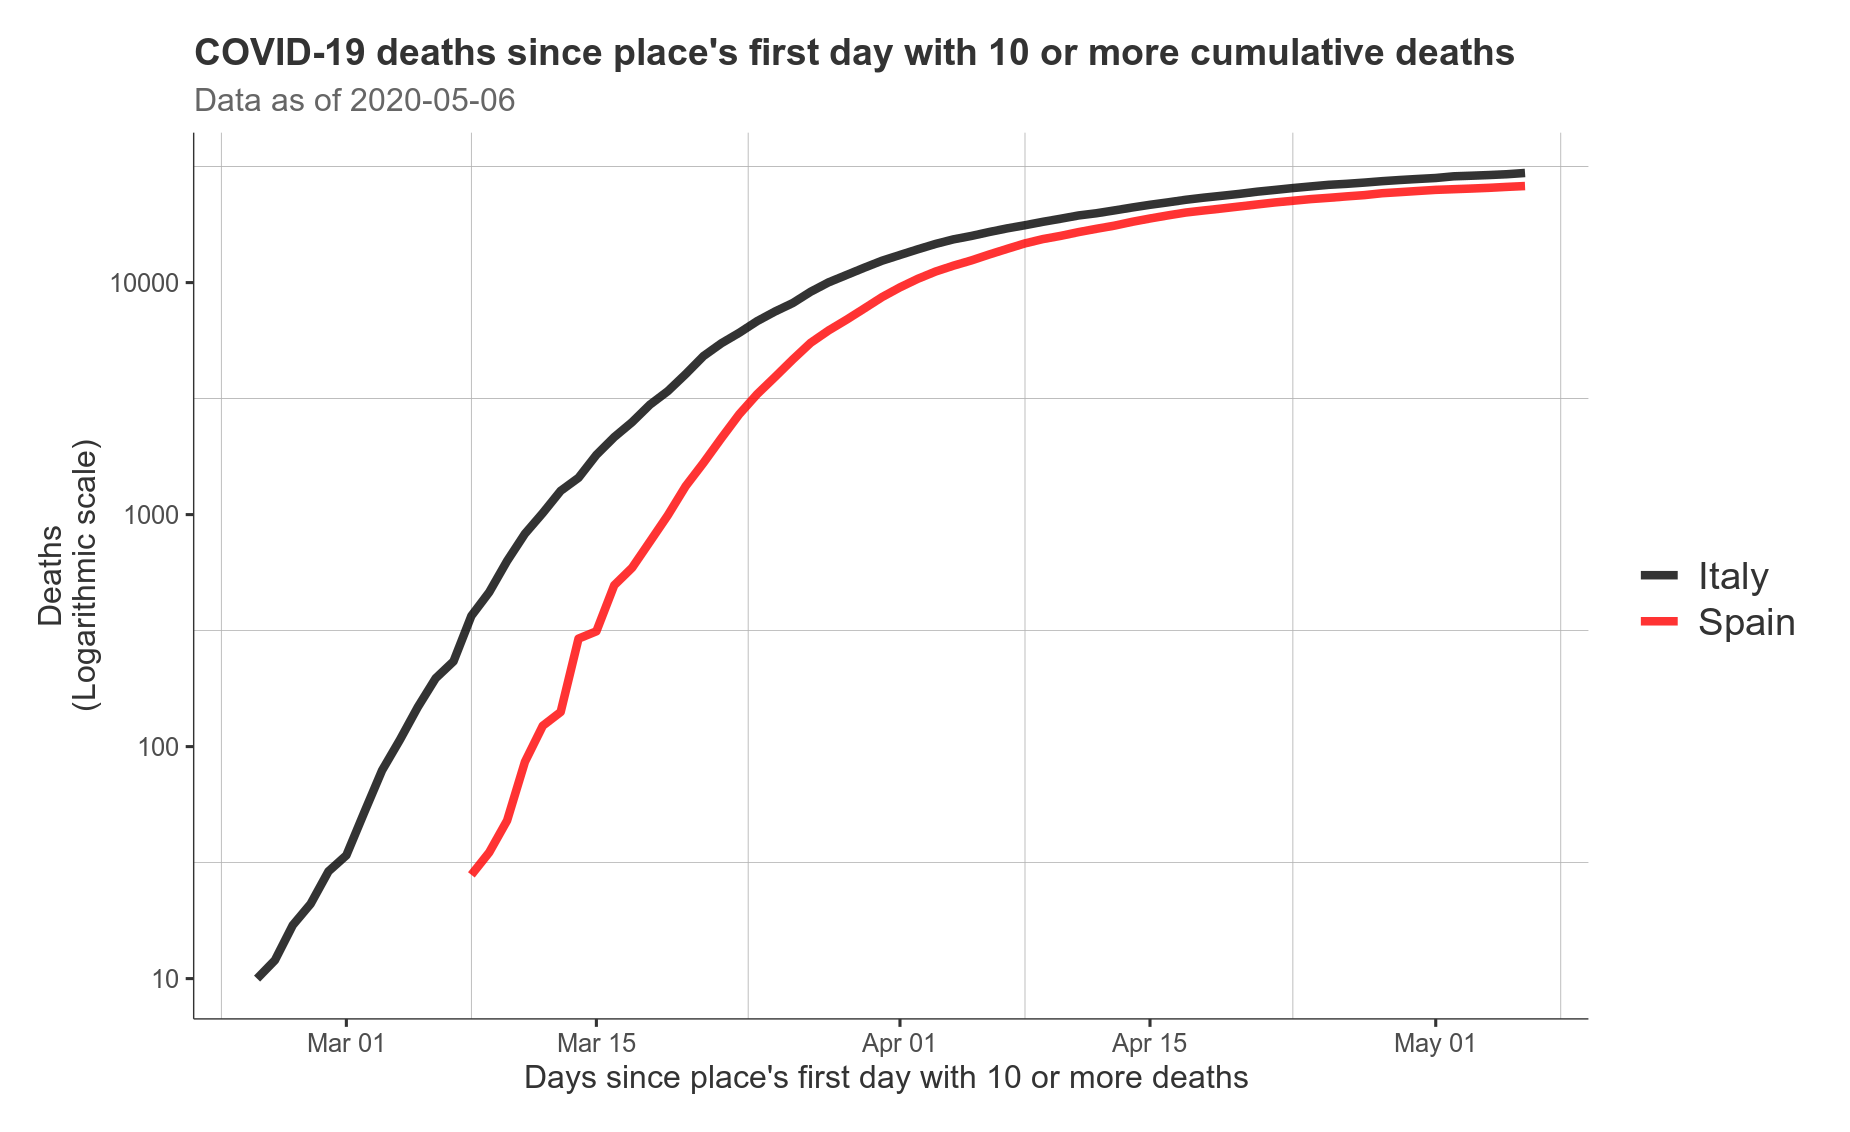 COVID-19 deaths since place's first day with 10 or more cumulative deaths
Data as of 2020-05-06
Deaths
(Logarithmic scale)
10000
1000
100
10
Mar 01
Mar 15
Apr 01
Apr 15
May 01
Days since place's first day with 10 or more deaths
Italy
Spain